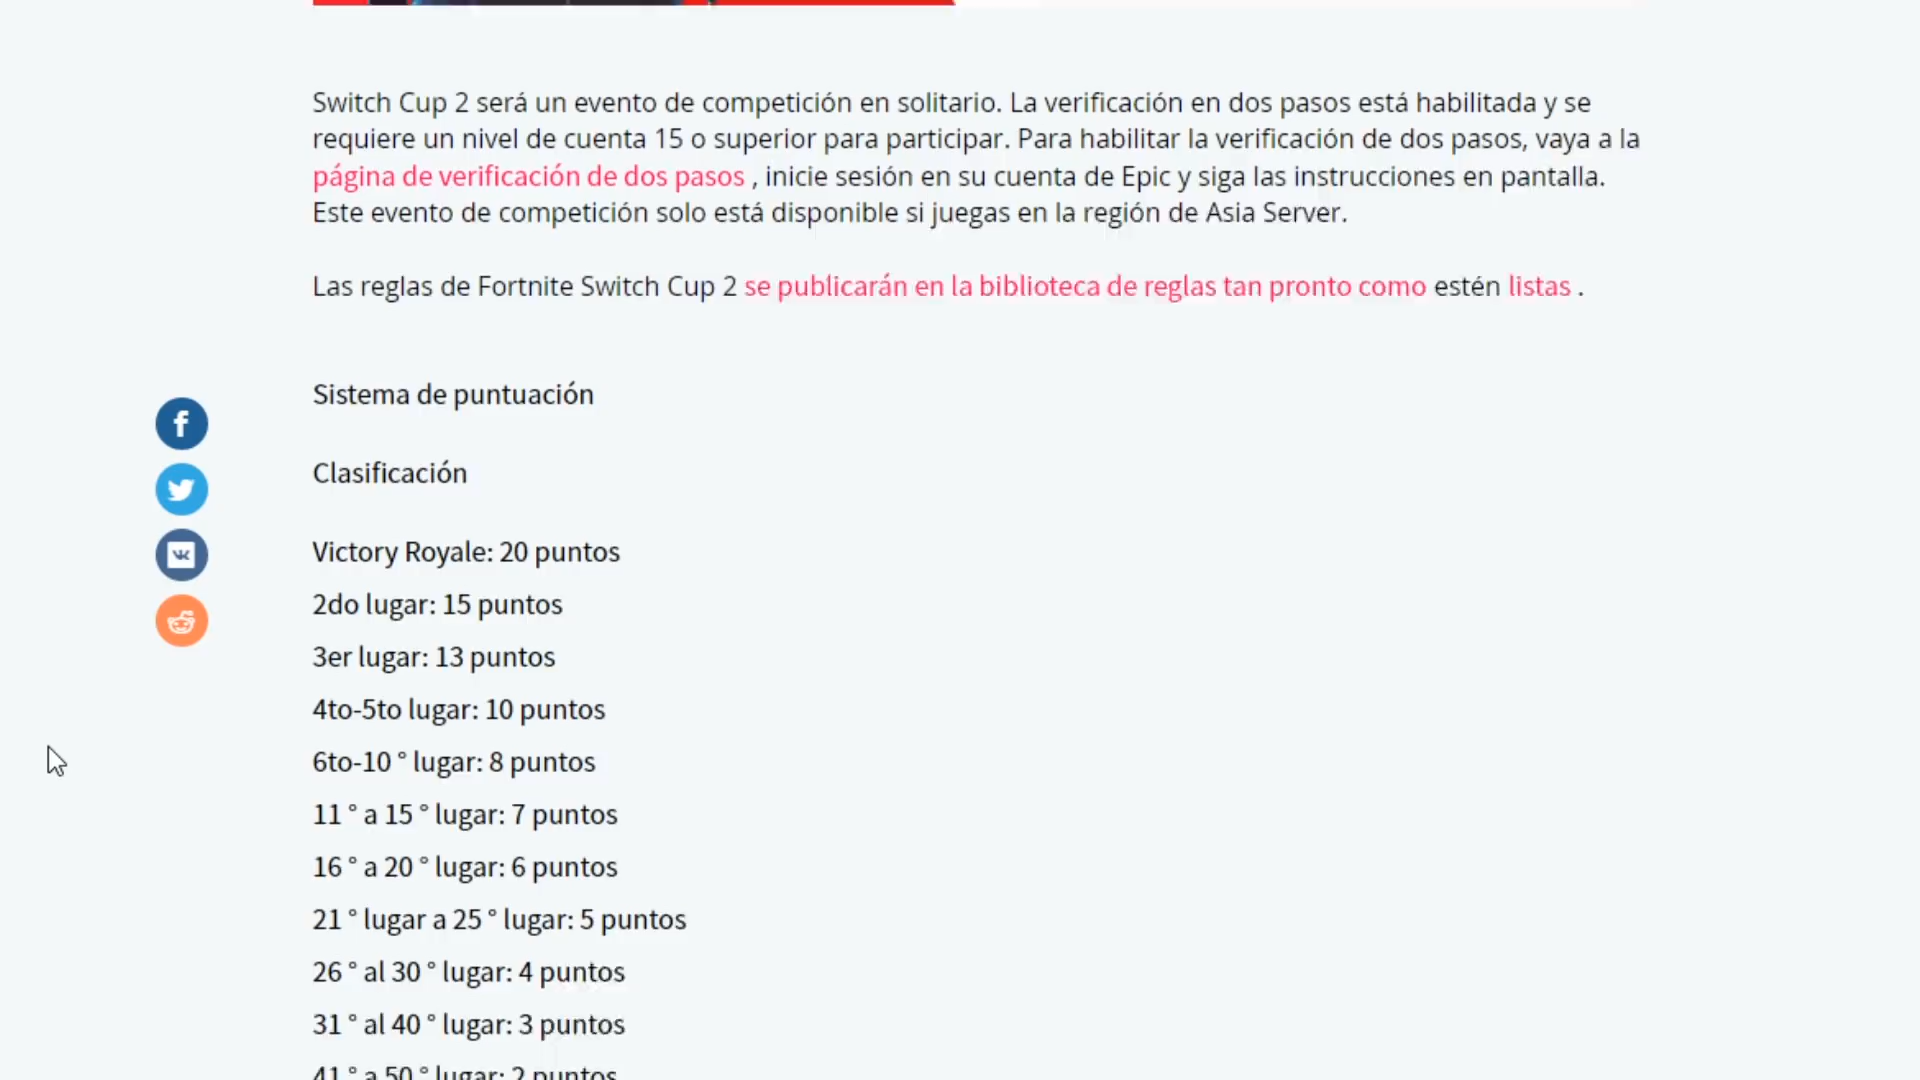 Switch Cup 2 será un evento de competición en solitario. La verificación en dos pasos está habilitada y se
requiere un nivel de cuenta 15 o superior para participar. Para habilitar la verificación de dos pasos, vaya a la
página de verificación de dos pasos , inicie sesión en su cuenta de Epic y siga las instrucciones en pantalla.
Este evento de competición solo está disponible si juegas en la región de Asia Server.
Las reglas de Fortnite Switch Cup 2 se publicarán en la biblioteca de reglas tan pronto como estén listas .
Sistema de puntuación
Clasificación
Victory Royale: 20 puntos
2do lugar: 15 puntos
3er lugar: 13 puntos
4to-5to lugar: 10 puntos
6to-10 ° lugar: 8 puntos
11 ° a 15 ° lugar: 7 puntos
16 ° a 20 ° lugar: 6 puntos
21 ° lugar a 25 ° lugar: 5 puntos
26 ° al 30 ° lugar: 4 puntos
31 ° al 40 ° lugar: 3 puntos
41 ° a 50 ° lugar: 2 puntos